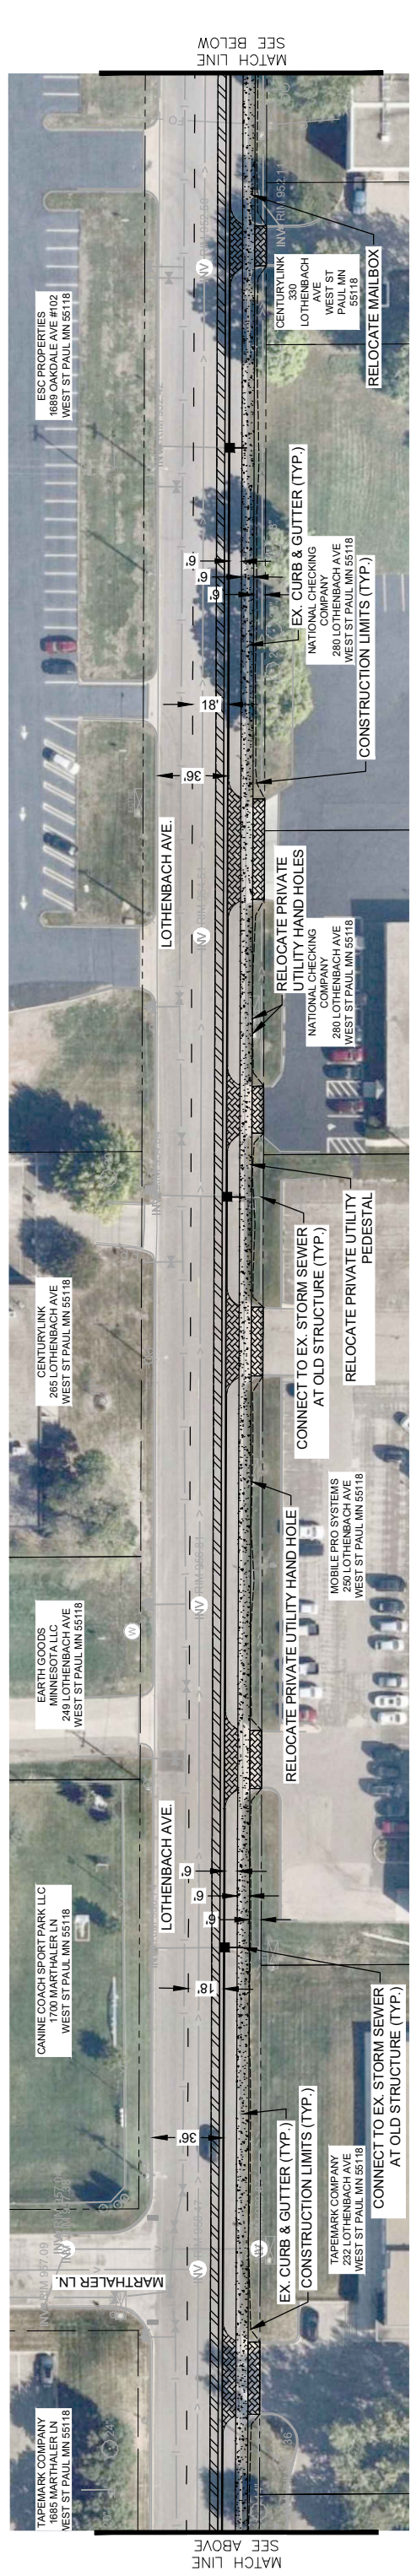 MATCH LINE
SEE BELOW
ESC PROPERTIES
1689 OAKDALE AVE #102
WEST ST PAUL MN 55118
CENTURYLINK
330
LOTHENBACH
AVE
WEST ST
PAUL MN
55118
RELOCATE MAILBOX
INV
EX. CURB & GUTTER (TYP.)
NATIONAL CHECKING
COMPANY
280 LOTHENBACH AVE
WEST ST PAUL MN 55118
CONSTRUCTION LIMITS (TYP.)
6'
6'
6'
18'
36'
LOTHENBACH AVE.
INV
RELOCATE PRIVATE
UTILITY HAND HOLES
NATIONAL CHECKING
COMPANY
280 LOTHENBACH AVE
WEST ST PAUL MN 55118
RELOCATE PRIVATE UTILITY
PEDESTAL
CONNECT TO EX. STORM SEWER
AT OLD STRUCTURE (TYP.)
CENTURYLINK
265 LOTHENBACH AVE
WEST ST PAUL MN 55118
MOBILE PRO SYSTEMS
250 LOTHENBACH AVE
WEST ST PAUL MN 55118
RELOCATE PRIVATE UTILITY HAND HOLE
EARTH GOODS
MINNESOTA LLC
249 LOTHENBACH AVE
WEST ST PAUL MN 55118
W
INV
LOTHENBACH AVE.
6'
6'
6'
18'
36'
CANINE COACH SPORT PARK LLC
1700 MARTHALER LN
WEST ST PAUL MN 55118
CONNECT TO EX. STORM SEWER
AT OLD STRUCTURE (TYP.)
EX. CURB & GUTTER (TYP.)
CONSTRUCTION LIMITS (TYP.)
TAPEMARK COMPANY
232 LOTHENBACH AVE
WEST ST PAUL MN 55118
MARTHALER LN.
INV
INV
INV
TAPEMARK COMPANY
1685 MARTHALER LN
WEST ST PAUL MN 55118
MATCH LINE
SEE ABOVE